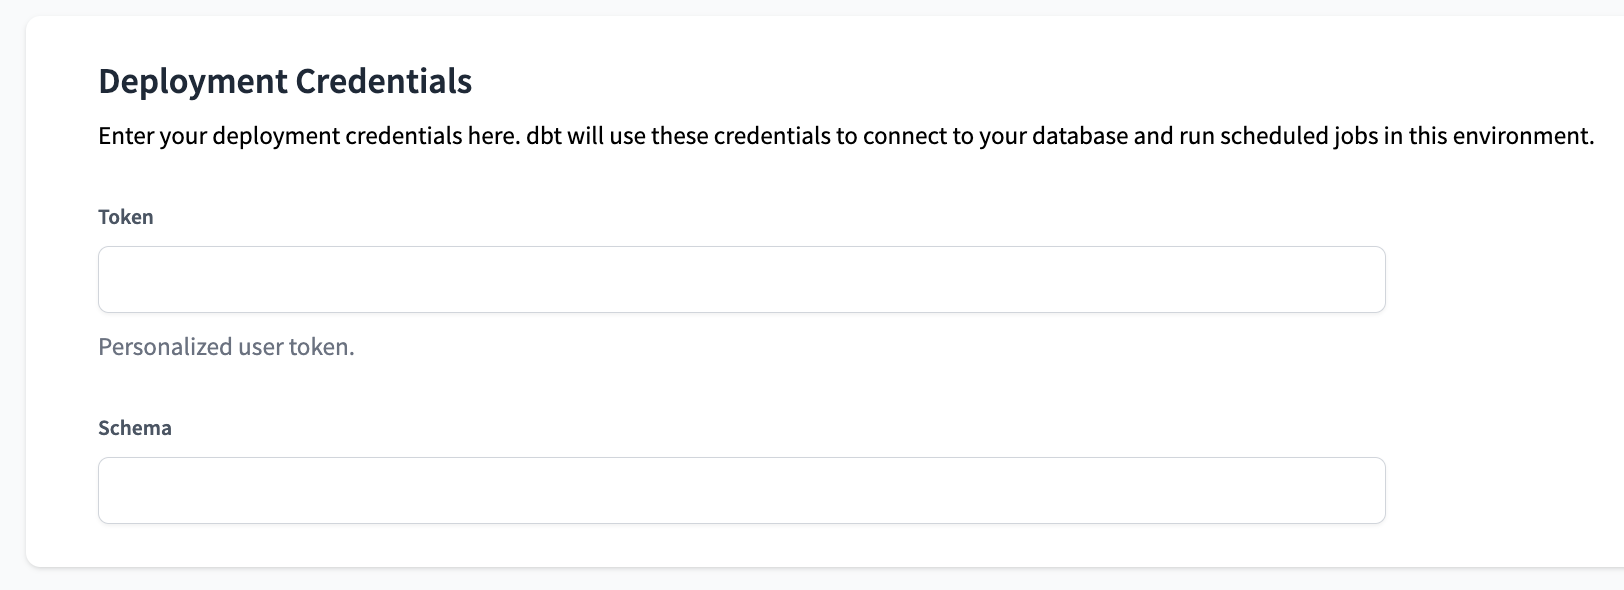 Deployment Credentials
Enter your deployment credentials here. dbt will use these credentials to connect to your database and run scheduled jobs in this environment.
Token
Personalized user token.
Schema